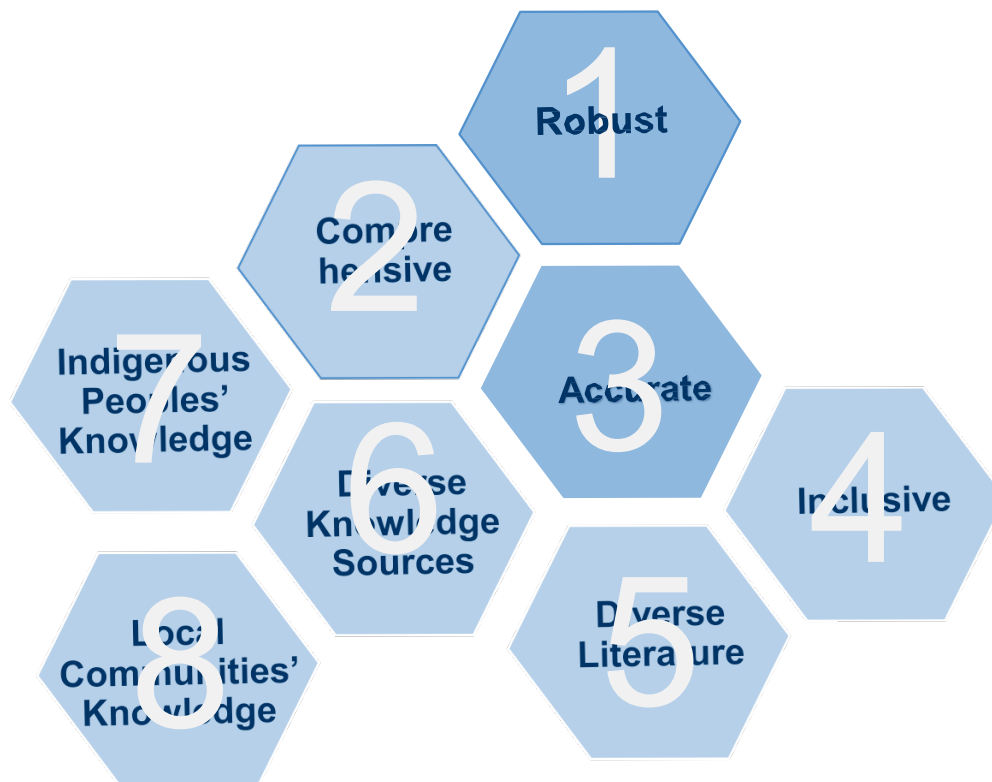 1
Robust
2
Compre
hensive
3
Accurate
4
Inclusive
5
Diverse
Literature
6
Diverse
Knowledge
Sources
7
Indigenous
Peoples’
Knowledge
8
Local
Communities’
Knowledge